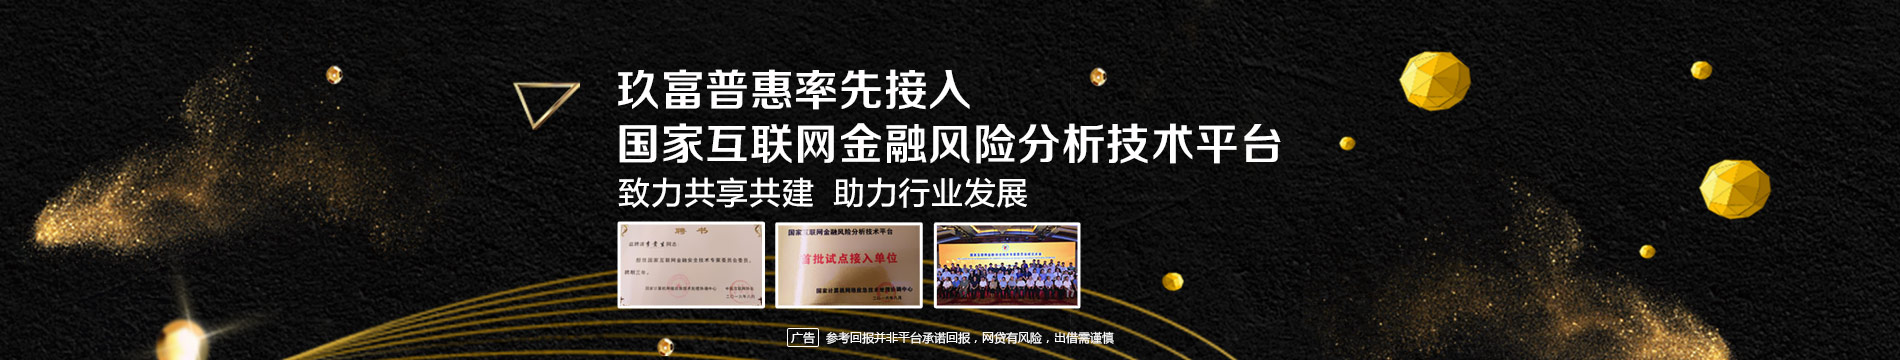 玖富普惠率先接入
国家互联网金融风险分析技术平台
致力共享共建 助力行业发展
聘 书
国家互联网金融风险分析技术平台
首批试点接入单位
广告 参考回报并非平台承诺回报，网贷有风险，出借需谨慎